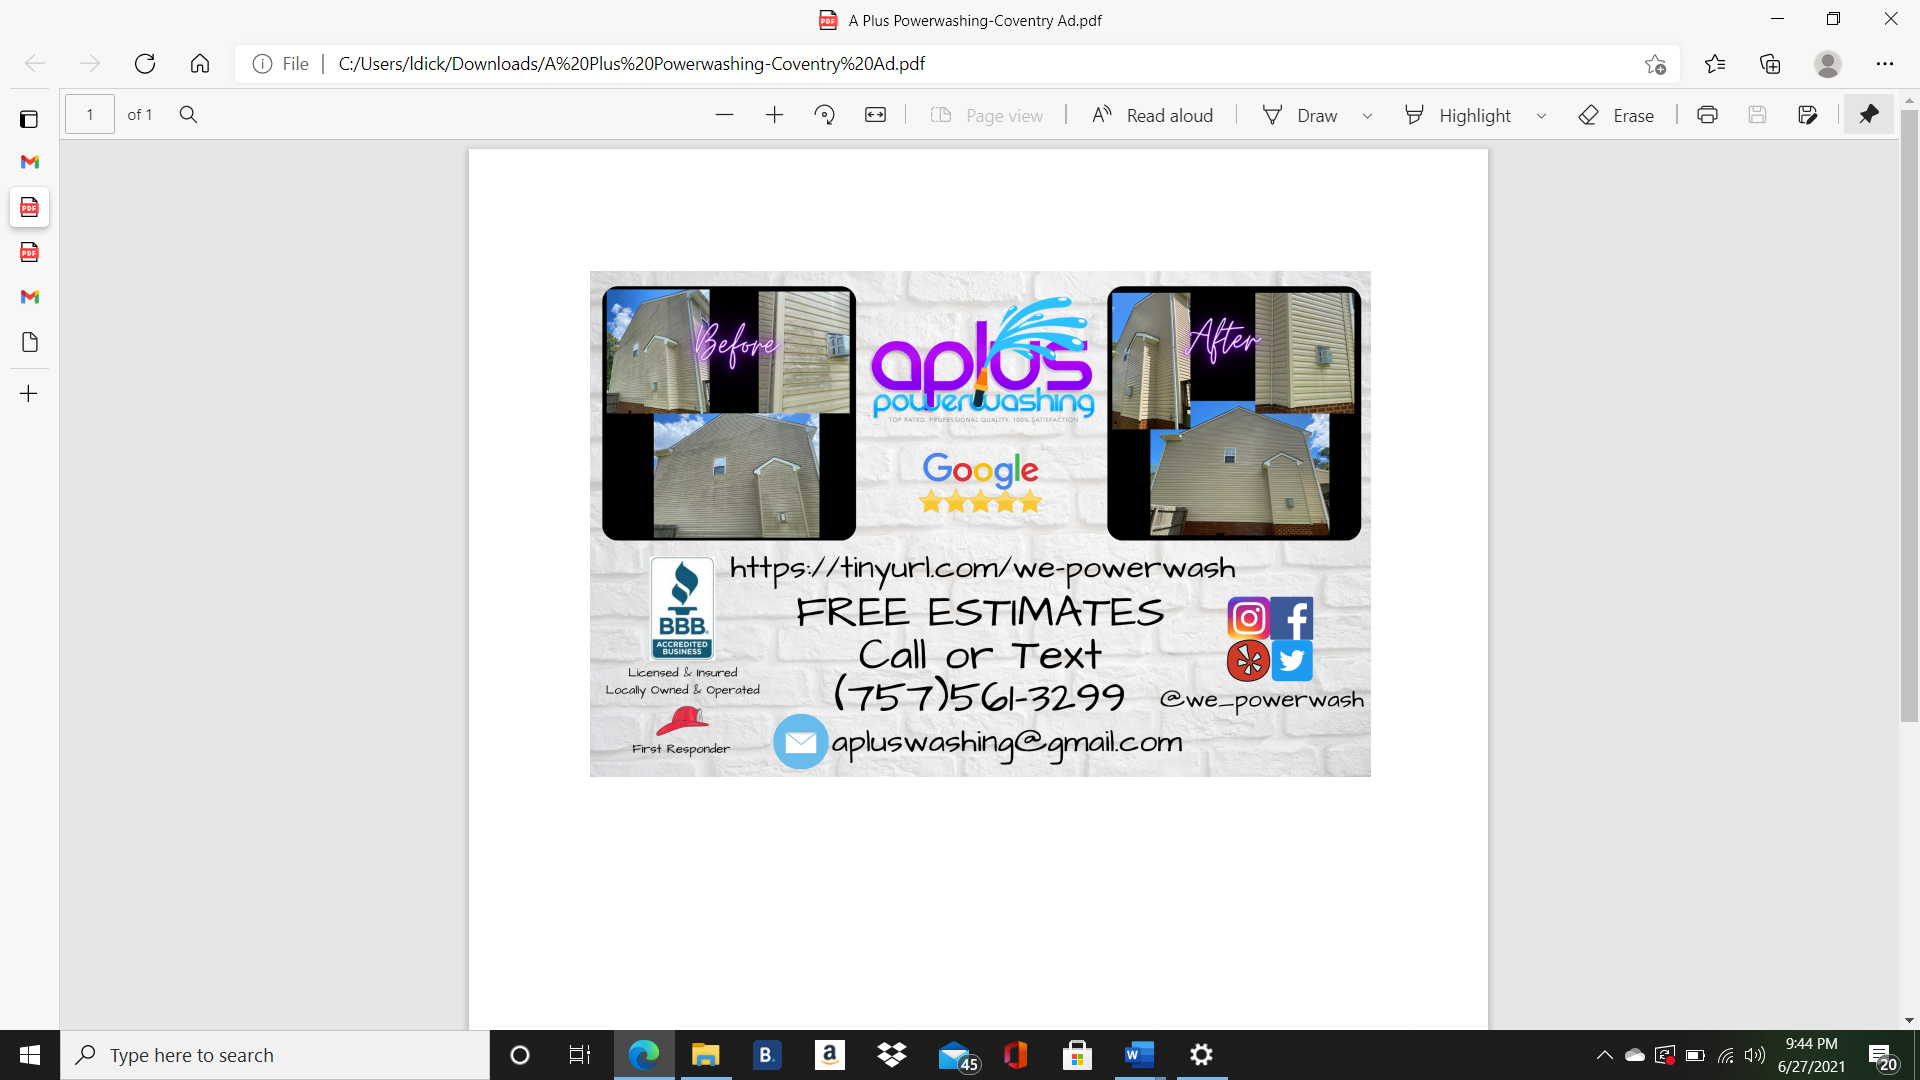 A Plus Powerwashing-Coventry Ad.pdf
File
C:/Users/ldick/Downloads/A%20Plus%20Powerwashing-Coventry%20Ad.pdf
1
of 1
Page view
Read aloud
Draw
Highlight
Erase
Before
After
aplus
powerwashing
TOP RATED. PROFESSIONAL QUALITY. 100% SATISFACTION
Google
https://tinyurl.com/we-powerwash
FREE ESTIMATES
Call or Text
(757)561-3299
BBB
ACCREDITED
BUSINESS
Licensed & Insured
Locally Owned & Operated
First Responder
@we_powerwash
apluswashing@gmail.com
Type here to search
B.
a
45
W
9:44 PM
6/27/2021
20